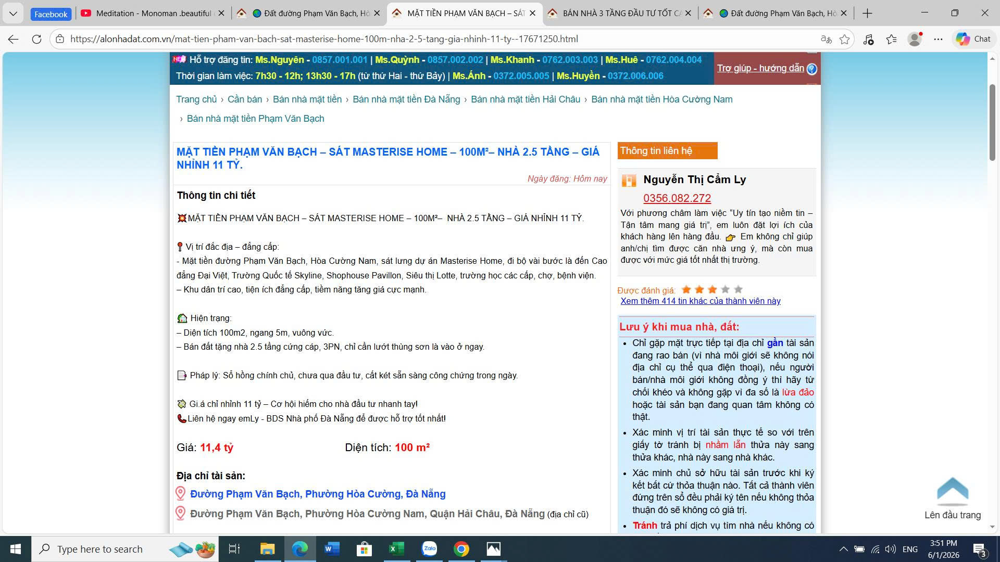 Facebook
Meditation - Monoman .beautiful
Đất đường Phạm Văn Bạch, Hò
MẶT TIỀN PHẠM VĂN BẠCH – SÁT
BÁN NHÀ 3 TẦNG ĐẦU TƯ TỐT CA
Đất đường Phạm Văn Bạch, Hò
https://alonhadat.com.vn/mat-tien-pham-van-bach-sat-masterise-home-100m-nha-2-5-tang-gia-nhinh-11-ty--17671250.html
Chat
Hỗ trợ đăng tin: Ms.Nguyên - 0857.001.001 | Ms.Quỳnh - 0857.002.002 | Ms.Khanh - 0762.003.003 | Ms.Huê - 0762.004.004
Thời gian làm việc: 7h30 - 12h; 13h30 - 17h (từ thứ Hai - thứ Bảy) | Ms.Ánh - 0372.005.005 | Ms.Huyền - 0372.006.006
Trợ giúp - hướng dẫn
Trang chủ › Cần bán › Bán nhà mặt tiền › Bán nhà mặt tiền Đà Nẵng › Bán nhà mặt tiền Hải Châu › Bán nhà mặt tiền Hòa Cường Nam
› Bán nhà mặt tiền Phạm Văn Bạch
MẶT TIỀN PHẠM VĂN BẠCH – SÁT MASTERISE HOME – 100M²– NHÀ 2.5 TẦNG – GIÁ
NHỈNH 11 TỶ.
Ngày đăng: Hôm nay
Thông tin chi tiết
💥MẶT TIỀN PHẠM VĂN BẠCH – SÁT MASTERISE HOME – 100M²– NHÀ 2.5 TẦNG – GIÁ NHỈNH 11 TỶ.
📍 Vị trí đắc địa – đẳng cấp:
- Mặt tiền đường Phạm Văn Bạch, Hòa Cường Nam, sát lưng dự án Masterise Home, đi bộ vài bước là đến Cao
đẳng Đại Việt, Trường Quốc tế Skyline, Shophouse Pavillon, Siêu thị Lotte, trường học các cấp, chợ, bệnh viện.
– Khu dân trí cao, tiện ích đẳng cấp, tiềm năng tăng giá cực mạnh.
🏠 Hiện trạng:
– Diện tích 100m2, ngang 5m, vuông vức.
– Bán đất tặng nhà 2.5 tầng cứng cáp, 3PN, chỉ cần lướt thùng sơn là vào ở ngay.
📑 Pháp lý: Sổ hồng chính chủ, chưa qua đầu tư, cất két sẵn sàng công chứng trong ngày.
💸 Gi.á chỉ nhỉnh 11 tỷ – Cơ hội hiếm cho nhà đầu tư nhanh tay!
📞Liên hệ ngay emLy - BDS Nhà phố Đà Nẵng để được hỗ trợ tốt nhất!
Giá: 11,4 tỷ
Diện tích: 100 m²
Địa chỉ tài sản:
Đường Phạm Văn Bạch, Phường Hòa Cường, Đà Nẵng
Đường Phạm Văn Bạch, Phường Hòa Cường Nam, Quận Hải Châu, Đà Nẵng (địa chỉ cũ)
Thông tin liên hệ
Nguyễn Thị Cẩm Ly
0356.082.272
Với phương châm làm việc “Uy tín tạo niềm tin –
Tận tâm mang giá trị”, em luôn đặt lợi ích của
khách hàng lên hàng đầu. 👉 Em không chỉ giúp
anh/chị tìm được căn nhà ưng ý, mà còn mua
được với mức giá tốt nhất thị trường.
Được đánh giá:
Xem thêm 414 tin khác của thành viên này
Lưu ý khi mua nhà, đất:
• Chỉ gặp mặt trực tiếp tại địa chỉ gần tài sản
đang rao bán (vì nhà môi giới sẽ không nói
địa chỉ cụ thể qua điện thoại), nếu người
bán/nhà môi giới không đồng ý thì hãy từ
chối khéo và không gặp vì đa số là lừa đảo
hoặc tài sản bạn đang quan tâm không có
thật.
• Xác minh vị trí tài sản thực tế so với trên
giấy tờ tránh bị nhầm lẫn thửa này sang
thửa khác, nhà này sang nhà khác.
• Xác minh chủ sở hữu tài sản trước khi ký
kết bất cứ thỏa thuận nào. Tất cả thành viên
đứng trên sổ đều phải ký tên nếu không thỏa
thuận đó sẽ không có giá trị.
• Tránh trả phí dịch vụ tìm nhà nếu không có
Lên đầu trang
Type here to search
Zalo
ENG
3:51 PM
6/1/2026
3